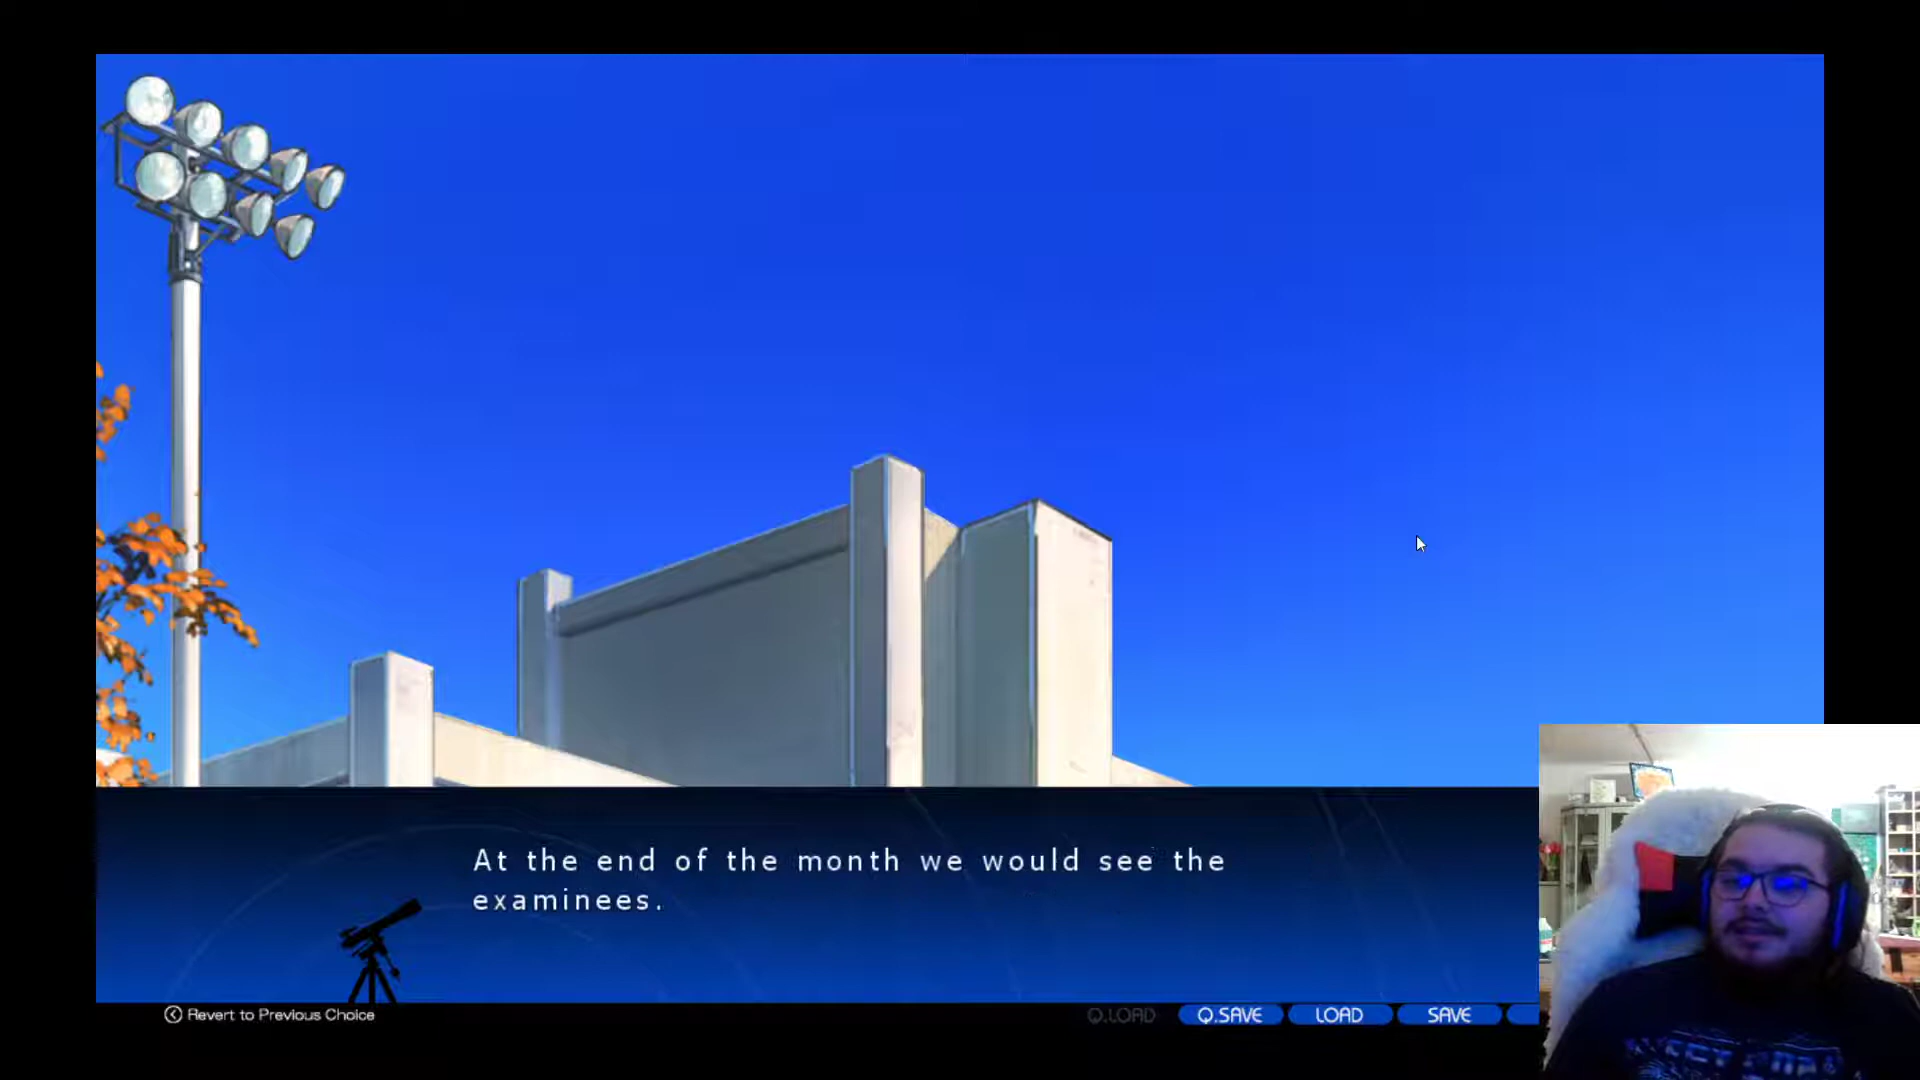 At the end of the month we would see the
examinees.
Revert to Previous Choice
Q.LOAD
Q.SAVE
LOAD
SAVE